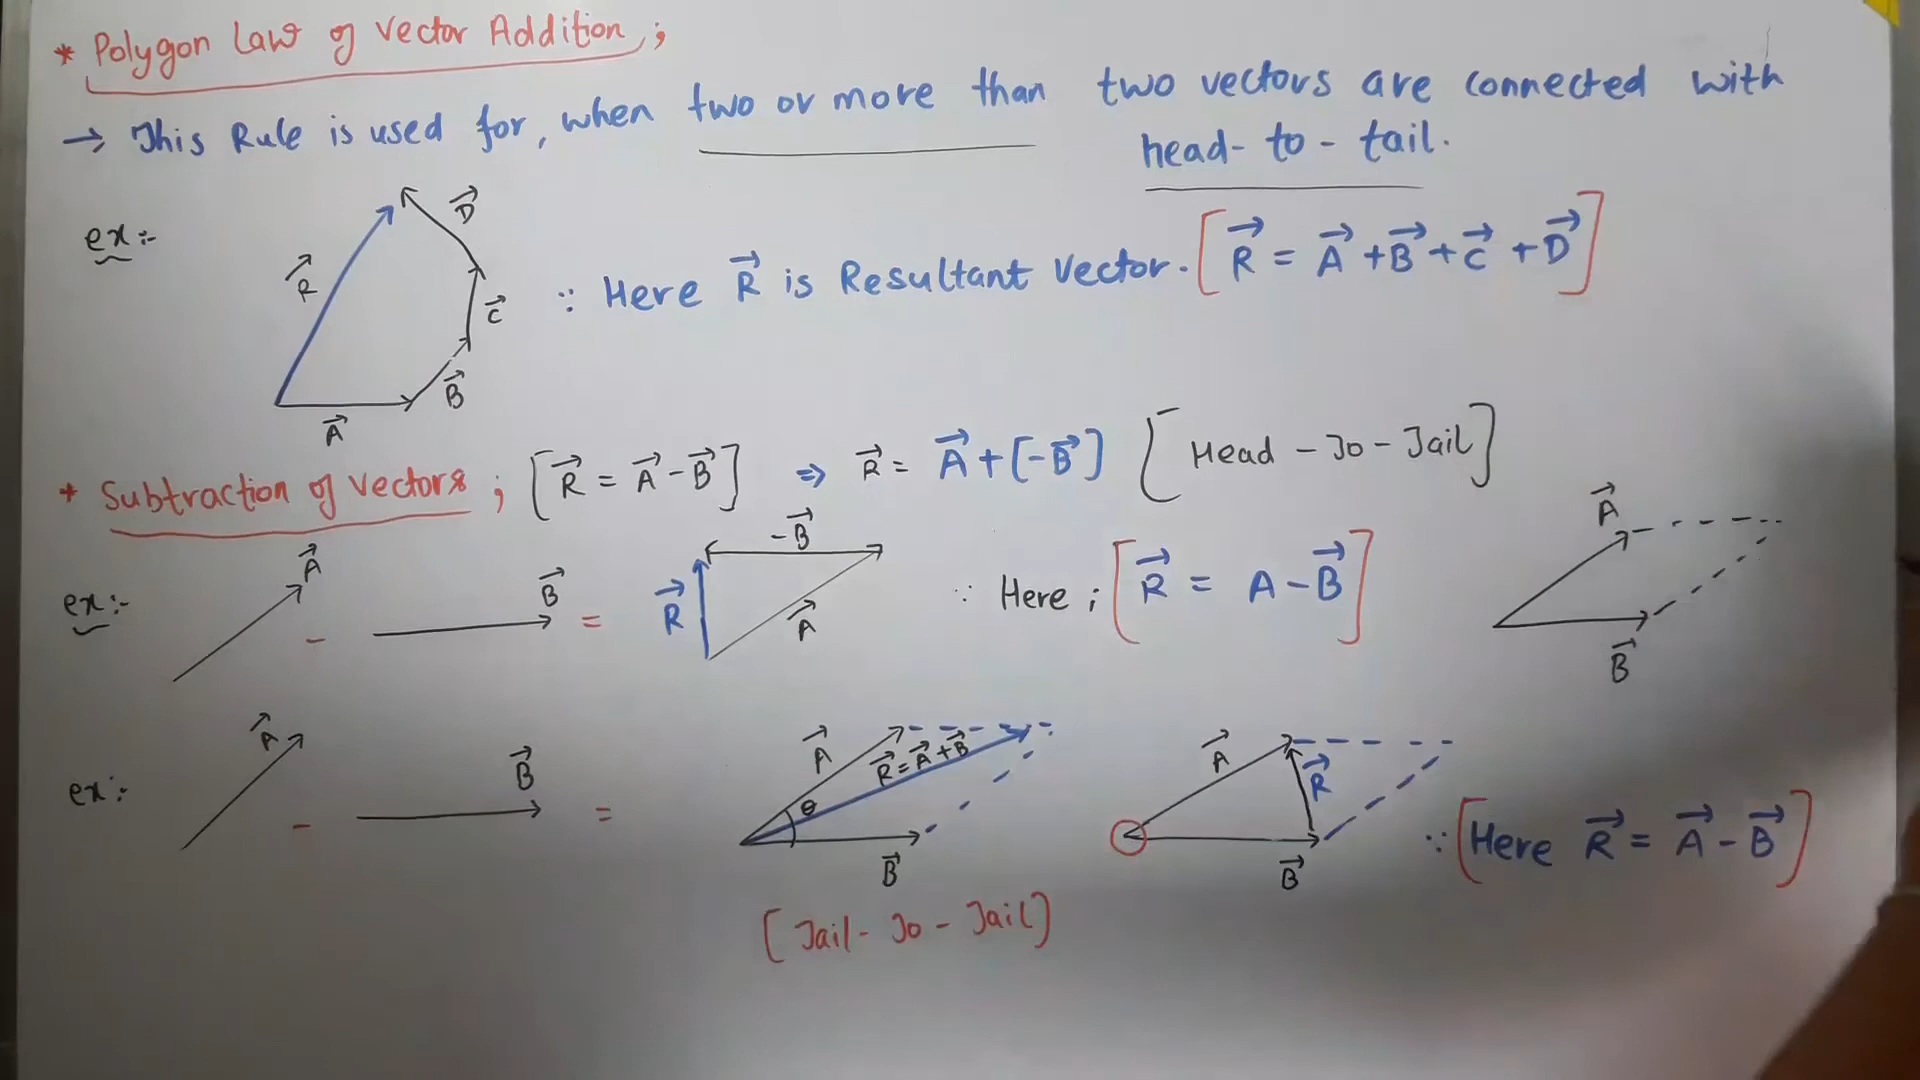 * Polygon Law of Vector Addition ;
→ This Rule is used for, when two or more than two vectors are connected with
head-to-tail.
ex:-
R⃗
D⃗
C⃗
B⃗
A⃗
∵ Here R⃗ is Resultant Vector. [R⃗ = A⃗ + B⃗ + C⃗ + D⃗]
* Subtraction of vectors ; [R⃗ = A⃗ - B⃗] ⇒ R⃗ = A⃗ + [-B⃗] [Head - To - Tail]
ex:- A⃗ - B⃗ = R⃗ -B⃗ A⃗ ∵ Here ; [R⃗ = A - B⃗]
A⃗
B⃗
ex:- A⃗ - B⃗ = A⃗ R⃗ = A⃗ + B⃗ θ B⃗
A⃗ R⃗ B⃗ ∵ [Here R⃗ = A⃗ - B⃗]
[Tail - To - Tail]